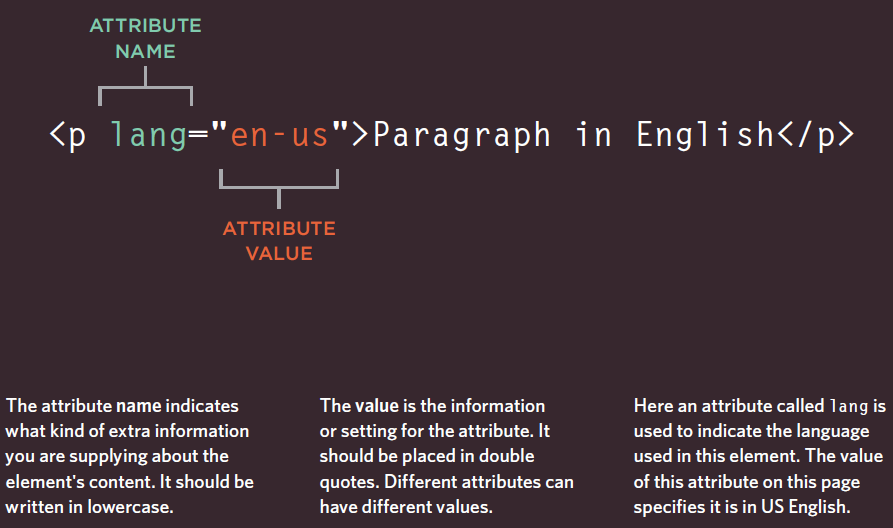 ATTRIBUTE
NAME
<p lang="en-us">Paragraph in English</p>
ATTRIBUTE
VALUE
The attribute name indicates
what kind of extra information
you are supplying about the
element's content. It should be
written in lowercase.
The value is the information
or setting for the attribute. It
should be placed in double
quotes. Different attributes can
have different values.
Here an attribute called lang is
used to indicate the language
used in this element. The value
of this attribute on this page
specifies it is in US English.